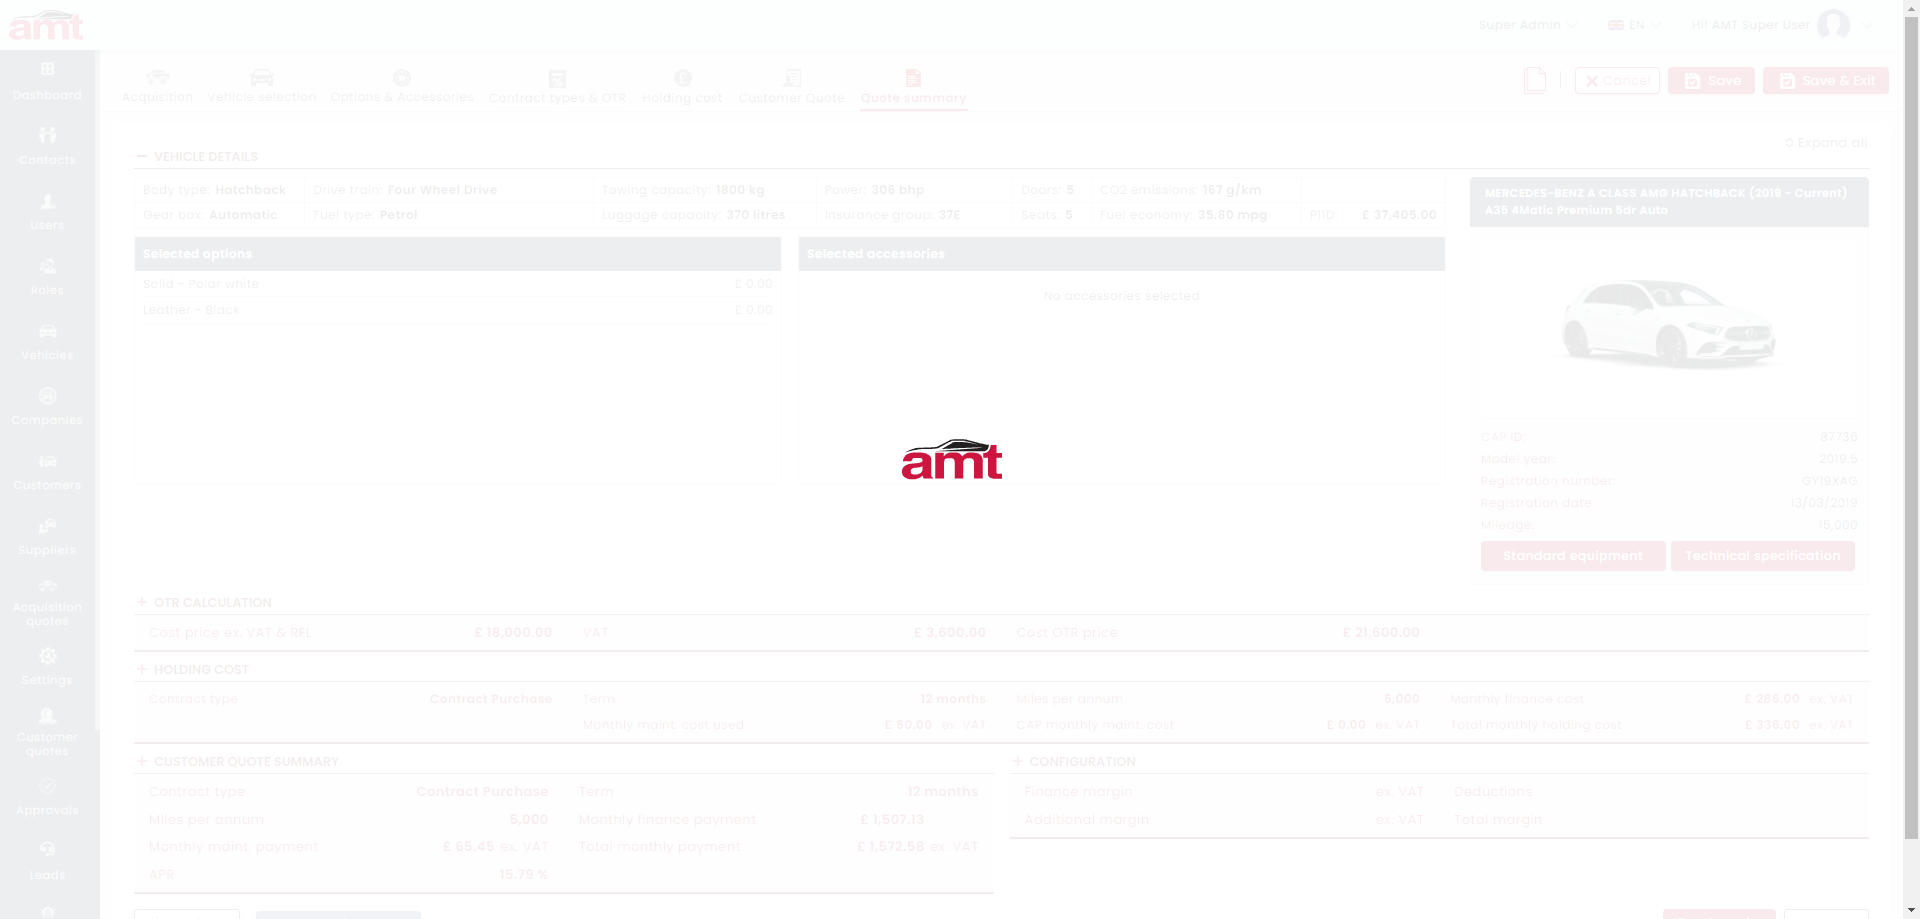 amt
Super Admin
EN
Hi! AMT Super User
Dashboard
Contacts
Users
Roles
Vehicles
Companies
Customers
Suppliers
Acquisition
quotes
Settings
Customer
quotes
Approvals
Leads
Acquisition
Vehicle selection
Options & Accessories
Contract types & OTR
Holding cost
Customer Quote
Quote summary
Cancel
Save
Save & Exit
Expand all
VEHICLE DETAILS
Body type: Hatchback Drive train: Four Wheel Drive Towing capacity: 1800 kg Power: 306 bhp Doors: 5 CO2 emissions: 167 g/km
Gear box: Automatic Fuel type: Petrol Luggage capacity: 370 litres Insurance group: 37E Seats: 5 Fuel economy: 35.80 mpg P11D: £ 37,405.00
Selected options
Solid - Polar white £ 0.00
Leather - Black £ 0.00
Selected accessories
No accessories selected
MERCEDES-BENZ A CLASS AMG HATCHBACK (2019 - Current)
A35 4Matic Premium 5dr Auto
CAP ID: 87736
Model year: 2019.5
Registration number: GY19XAG
Registration date: 13/03/2019
Mileage: 15,000
Standard equipment Technical specification
amt
OTR CALCULATION
Cost price ex. VAT & RFL £ 18,000.00 VAT £ 3,600.00 Cost OTR price £ 21,600.00
HOLDING COST
Contract type Contract Purchase Term 12 months Miles per annum 5,000 Monthly finance cost £ 286.00 ex. VAT
Monthly maint. cost used £ 50.00 ex. VAT CAP monthly maint. cost £ 0.00 ex. VAT Total monthly holding cost £ 336.00 ex. VAT
CUSTOMER QUOTE SUMMARY
Contract type Contract Purchase Term 12 months
Miles per annum 5,000 Monthly finance payment £ 1,507.13
Monthly maint. payment £ 65.45 ex. VAT Total monthly payment £ 1,572.58 ex. VAT
APR 15.79 %
CONFIGURATION
Finance margin ex. VAT Deductions
Additional margin ex. VAT Total margin